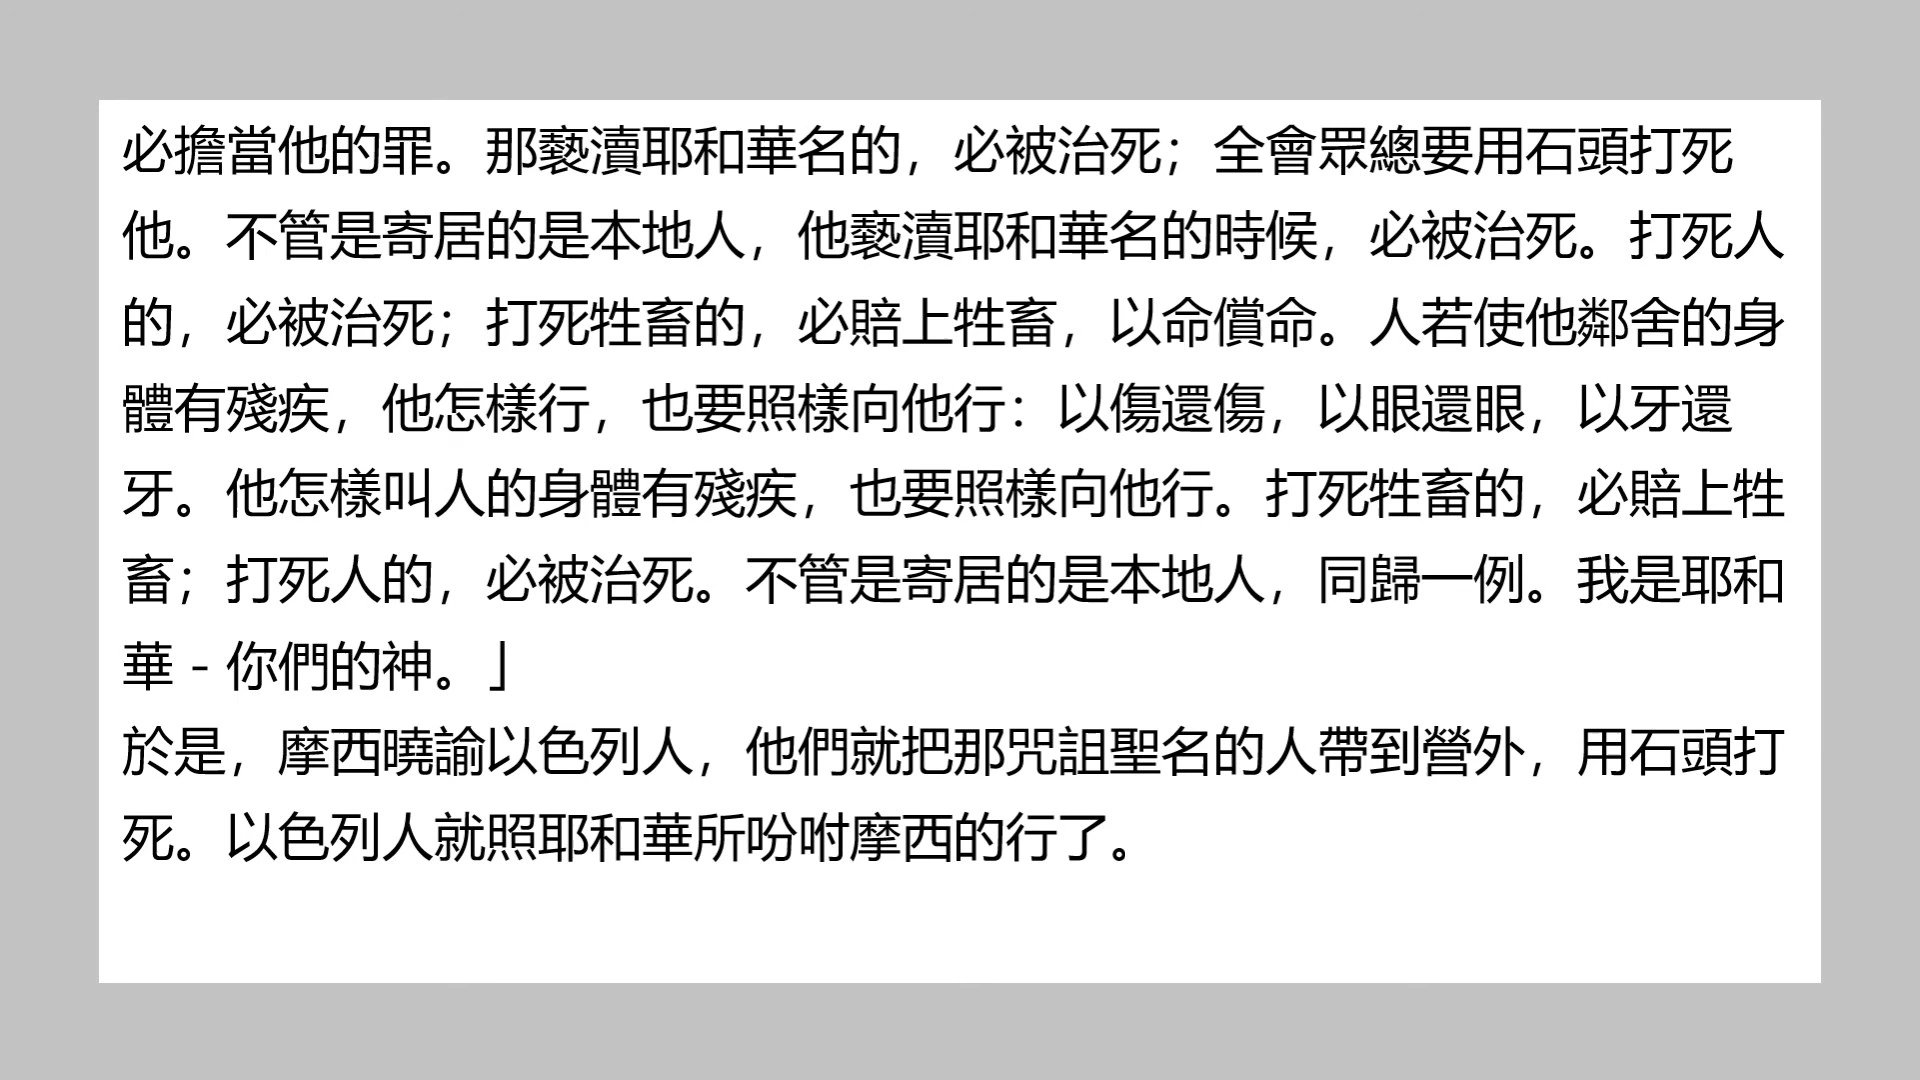 必擔當他的罪。那褻瀆耶和華名的，必被治死；全會眾總要用石頭打死
他。不管是寄居的是本地人，他褻瀆耶和華名的時候，必被治死。打死人
的，必被治死；打死牲畜的，必賠上牲畜，以命償命。人若使他鄰舍的身
體有殘疾，他怎樣行，也要照樣向他行：以傷還傷，以眼還眼，以牙還
牙。他怎樣叫人的身體有殘疾，也要照樣向他行。打死牲畜的，必賠上牲
畜；打死人的，必被治死。不管是寄居的是本地人，同歸一例。我是耶和
華 - 你們的神。」
於是，摩西曉諭以色列人，他們就把那咒詛聖名的人帶到營外，用石頭打
死。以色列人就照耶和華所吩咐摩西的行了。